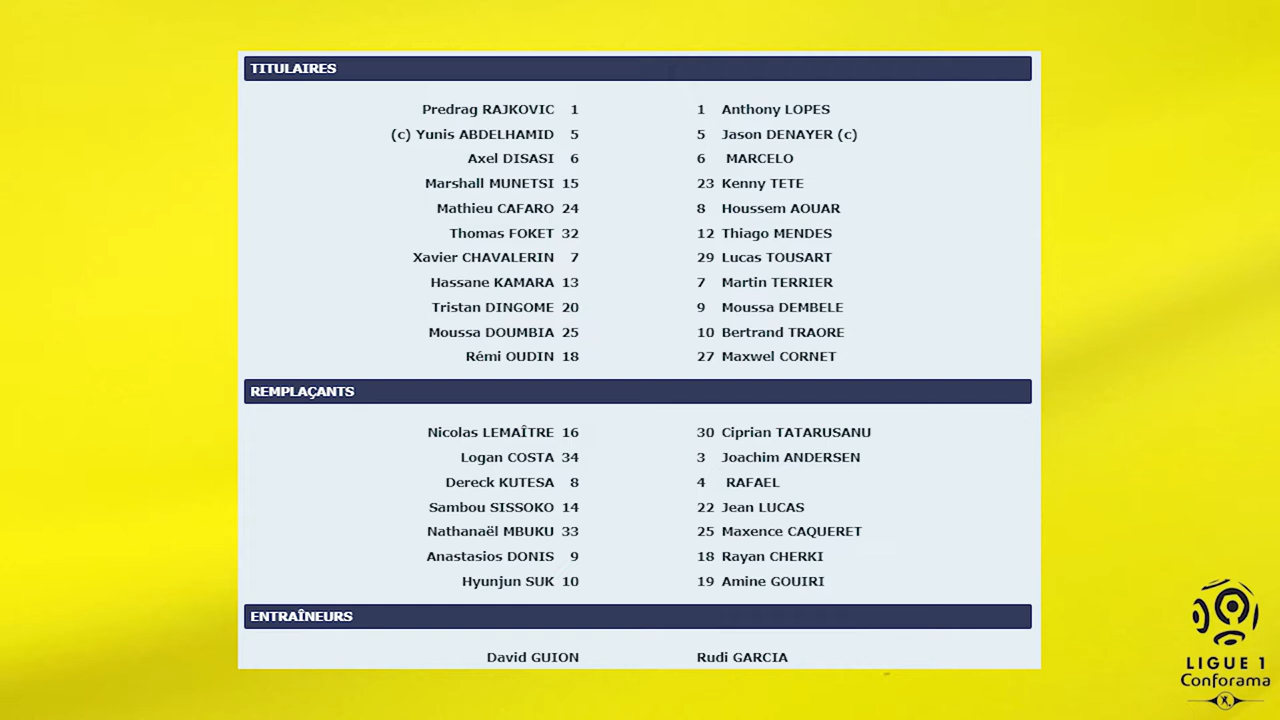 TITULAIRES
Predrag RAJKOVIC 1 1 Anthony LOPES
(c) Yunis ABDELHAMID 5 5 Jason DENAYER (c)
Axel DISASI 6 6 MARCELO
Marshall MUNETSI 15 23 Kenny TETE
Mathieu CAFARO 24 8 Houssem AOUAR
Thomas FOKET 32 12 Thiago MENDES
Xavier CHAVALERIN 7 29 Lucas TOUSART
Hassane KAMARA 13 7 Martin TERRIER
Tristan DINGOME 20 9 Moussa DEMBELE
Moussa DOUMBIA 25 10 Bertrand TRAORE
Rémi OUDIN 18 27 Maxwel CORNET
REMPLAÇANTS
Nicolas LEMAÎTRE 16 30 Ciprian TATARUSANU
Logan COSTA 34 3 Joachim ANDERSEN
Dereck KUTESA 8 4 RAFAEL
Sambou SISSOKO 14 22 Jean LUCAS
Nathanaël MBUKU 33 25 Maxence CAQUERET
Anastasios DONIS 9 18 Rayan CHERKI
Hyunjun SUK 10 19 Amine GOUIRI
ENTRAÎNEURS
David GUION Rudi GARCIA
LIGUE 1
Conforama